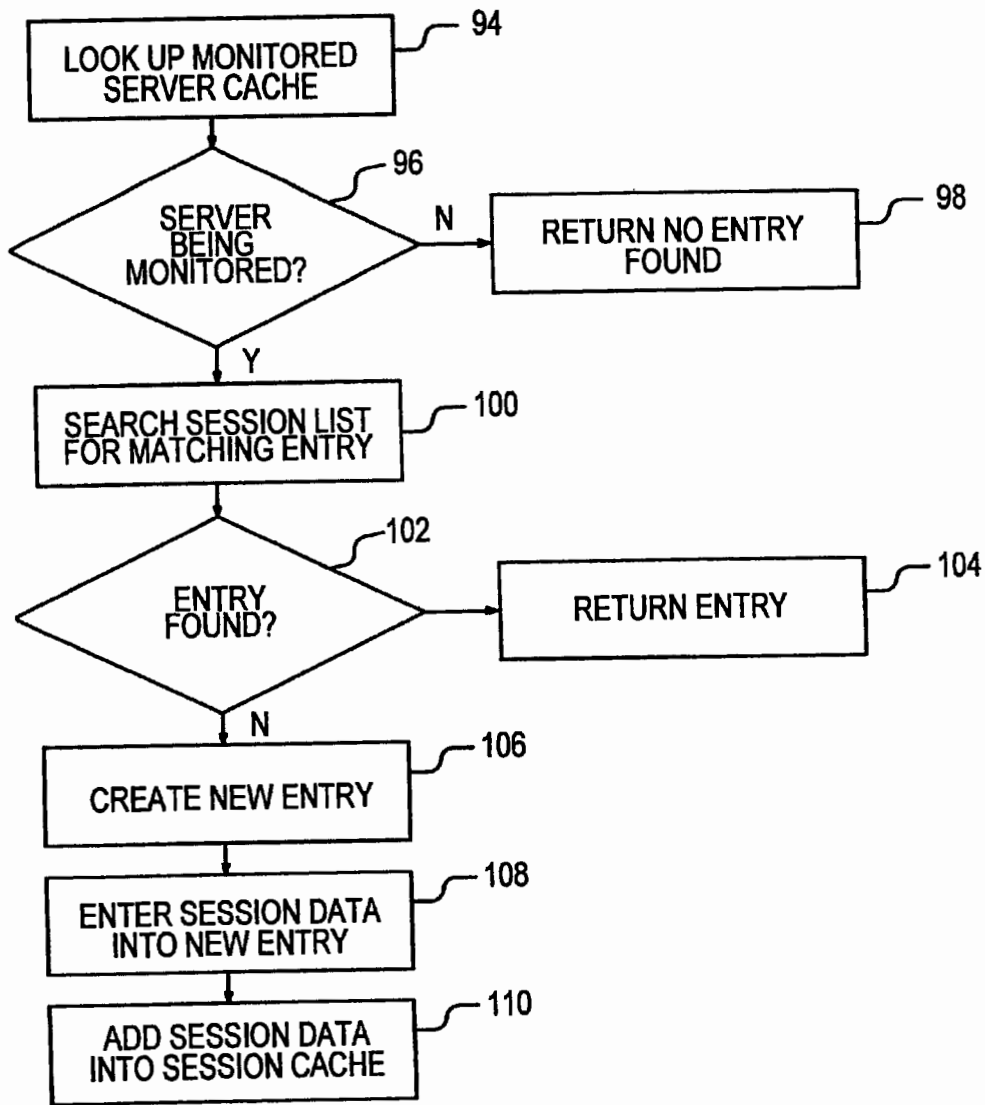 LOOK UP MONITORED
SERVER CACHE
94
SERVER
BEING
MONITORED?
96
N
RETURN NO ENTRY
FOUND
98
Y
SEARCH SESSION LIST
FOR MATCHING ENTRY
100
ENTRY
FOUND?
102
RETURN ENTRY
104
N
CREATE NEW ENTRY
106
ENTER SESSION DATA
INTO NEW ENTRY
108
ADD SESSION DATA
INTO SESSION CACHE
110